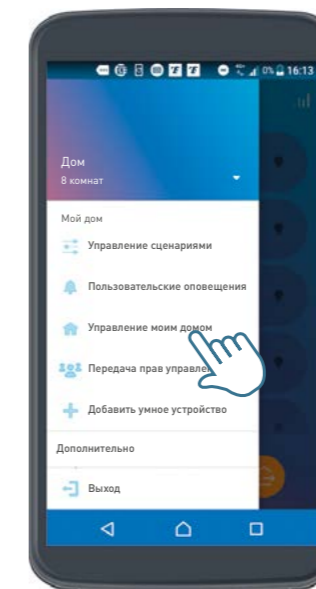 0% 16:13
Дом
8 комнат
Мой дом
Управление сценариями
Пользовательские оповещения
Управление моим домом
Передача прав
Добавить умное устройство
Дополнительно
Выход